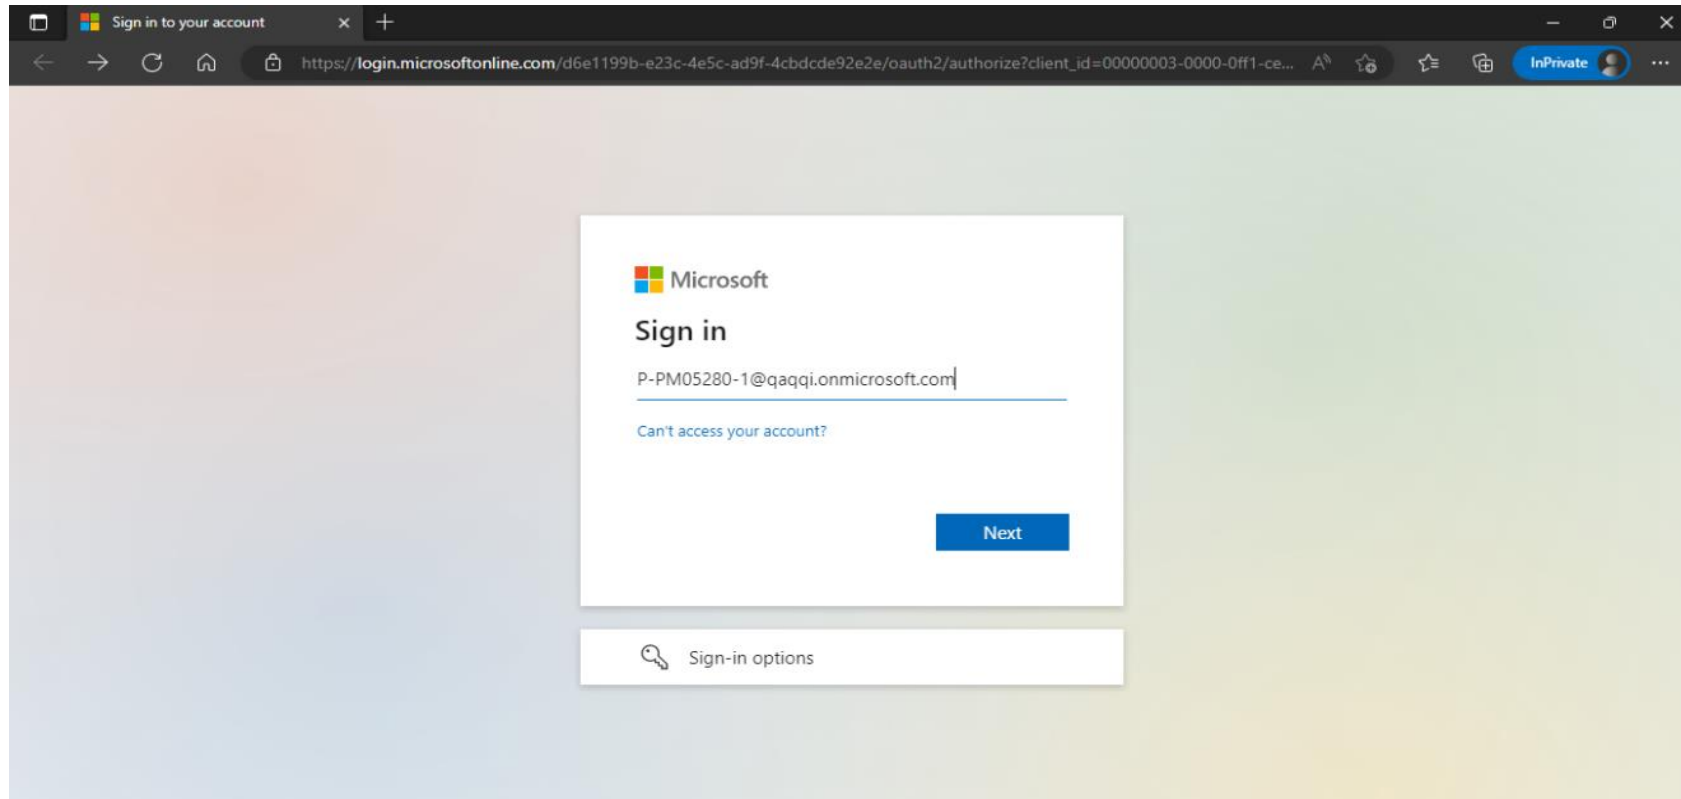 Sign in to your account
https://login.microsoftonline.com/d6e1199b-e23c-4e5c-ad9f-4cbdcde92e2e/oauth2/authorize?client_id=00000003-0000-0ff1-ce...
InPrivate
Microsoft
Sign in
P-PM05280-1@qaqqi.onmicrosoft.com
Can't access your account?
Next
Sign-in options